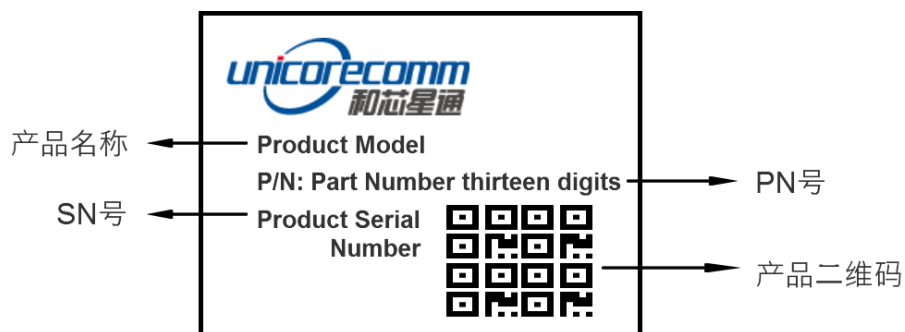 unicorecomm
和芯星通
产品名称
Product Model
P/N: Part Number thirteen digits
PN号
SN号
Product Serial
Number
产品二维码